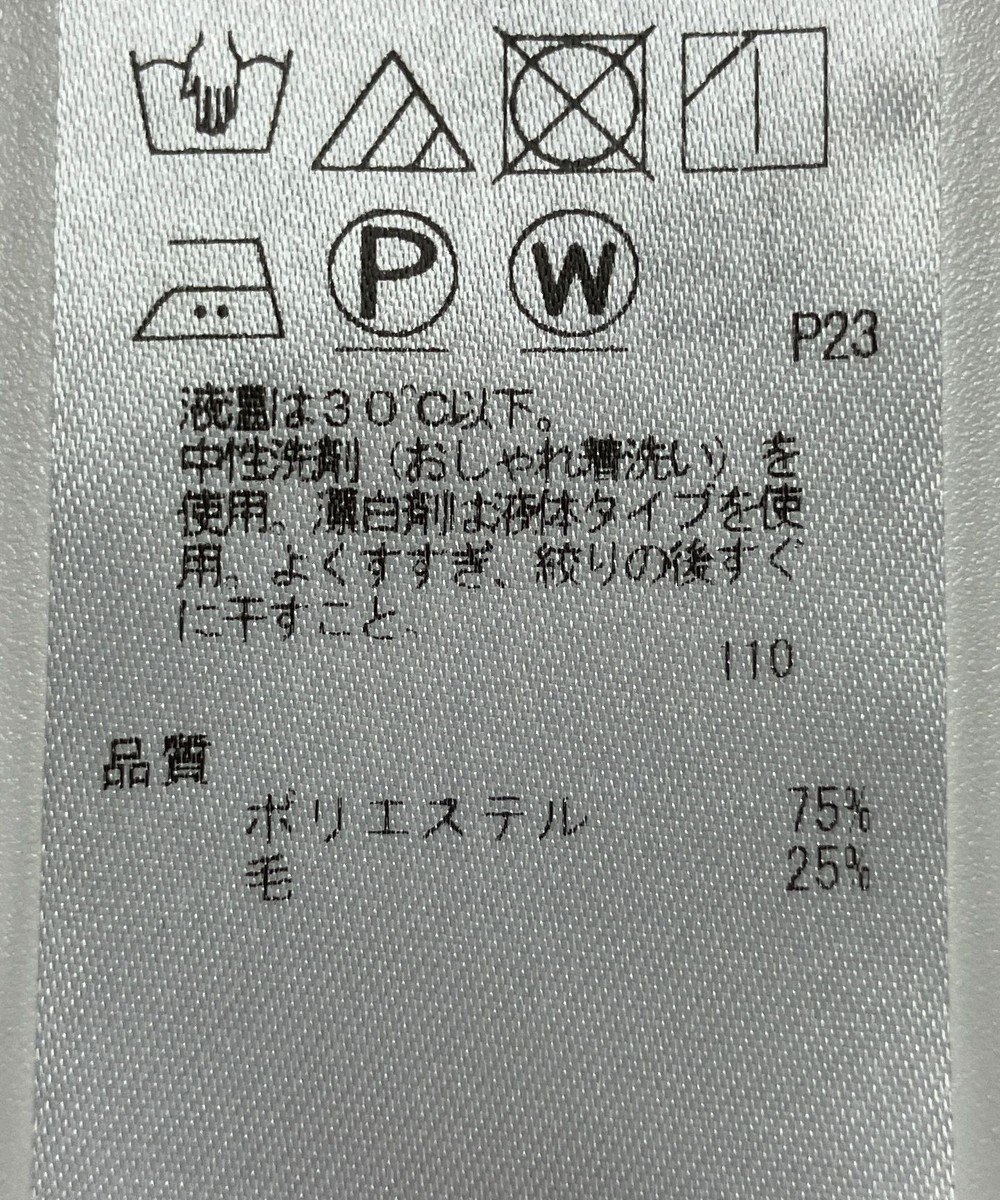 P
W
P23
液温は30℃以下。
中性洗剤（おしゃれ着洗い）を
使用。漂白剤は液体タイプを使
用。よくすすぎ、絞りの後すぐ
に干すこと。
I10
品質
ポリエステル 75%
毛 25%